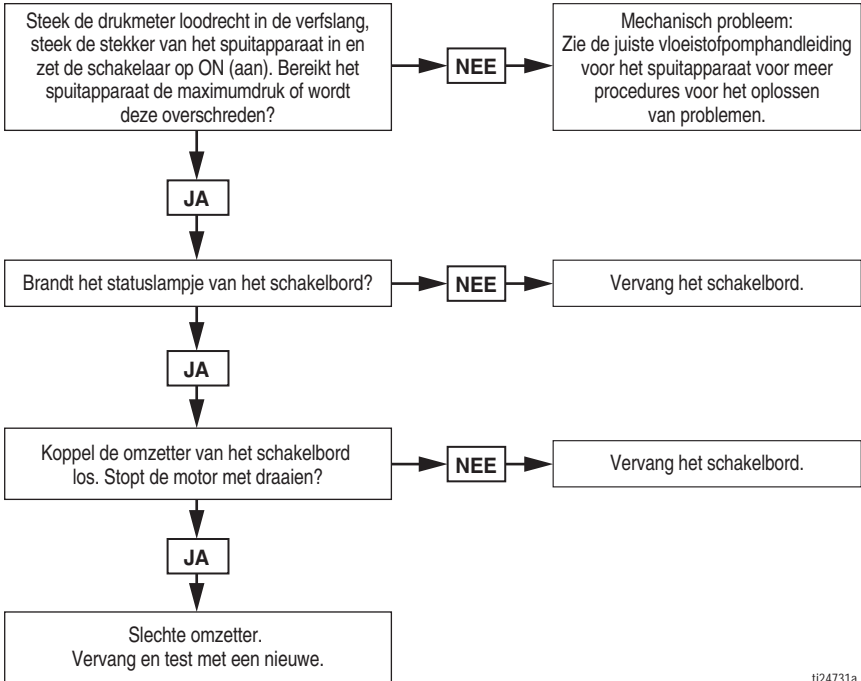 Steek de drukmeter loodrecht in de verfslang,
steek de stekker van het spuitapparaat in en
zet de schakelaar op ON (aan). Bereikt het
spuitapparaat de maximumdruk of wordt
deze overschreden?
NEE
Mechanisch probleem:
Zie de juiste vloeistofpomphandleiding
voor het spuitapparaat voor meer
procedures voor het oplossen
van problemen.
JA
Brandt het statuslampje van het schakelbord?
NEE
Vervang het schakelbord.
JA
Koppel de omzetter van het schakelbord
los. Stopt de motor met draaien?
NEE
Vervang het schakelbord.
JA
Slechte omzetter.
Vervang en test met een nieuwe.
ti24731a